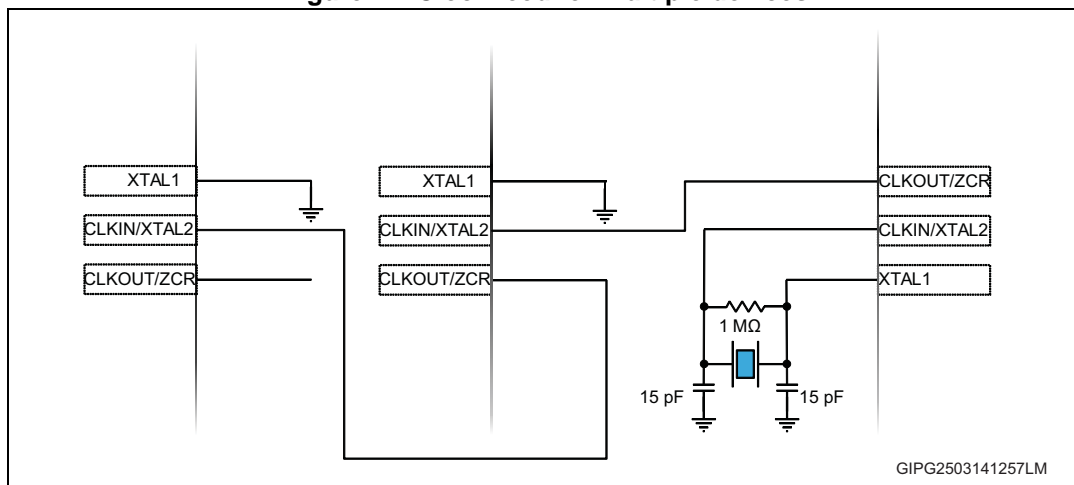 XTAL1
CLKIN/XTAL2
CLKOUT/ZCR
XTAL1
CLKIN/XTAL2
CLKOUT/ZCR
CLKOUT/ZCR
CLKIN/XTAL2
XTAL1
1 MΩ
15 pF
15 pF
GIPG2503141257LM